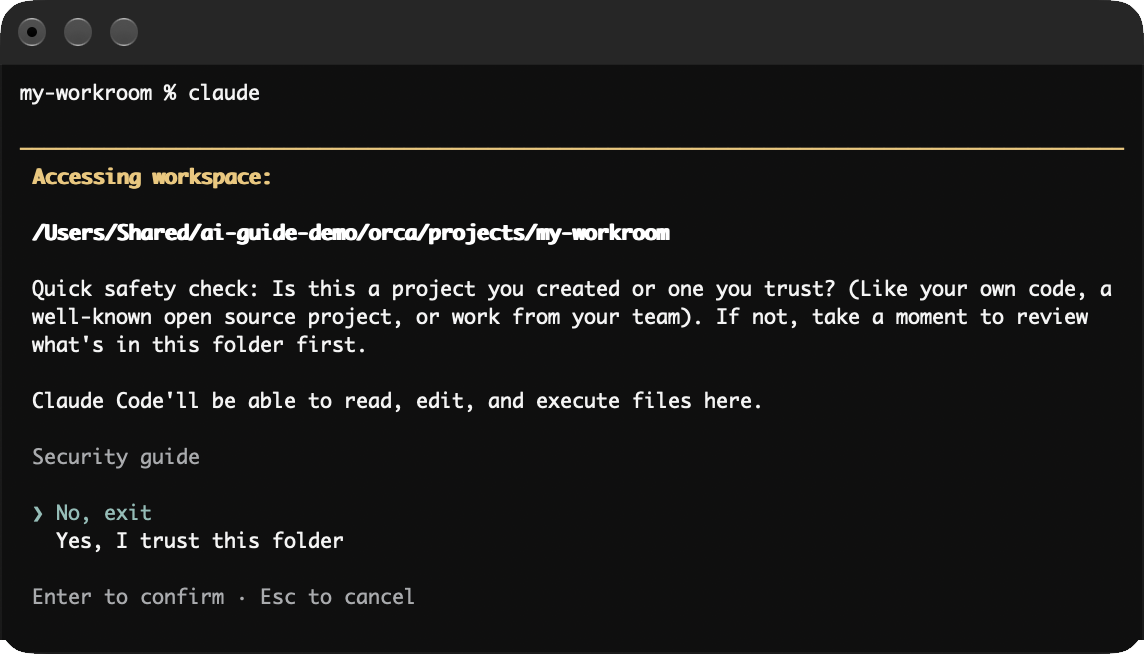 my-workroom % claude
Accessing workspace:
/Users/Shared/ai-guide-demo/orca/projects/my-workroom
Quick safety check: Is this a project you created or one you trust? (Like your own code, a
well-known open source project, or work from your team). If not, take a moment to review
what's in this folder first.
Claude Code'll be able to read, edit, and execute files here.
Security guide
❯ No, exit
Yes, I trust this folder
Enter to confirm · Esc to cancel